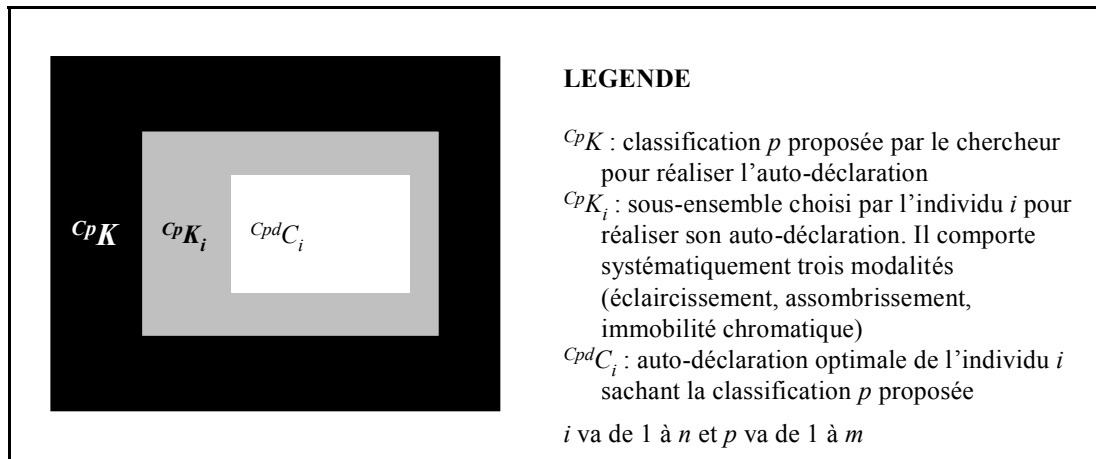 CpK
CpKi
CpdCi
LEGENDE
CpK : classification p proposée par le chercheur
pour réaliser l’auto-déclaration
CpKi : sous-ensemble choisi par l’individu i pour
réaliser son auto-déclaration. Il comporte
systématiquement trois modalités
(éclaircissement, assombrissement,
immobilité chromatique)
CpdCi : auto-déclaration optimale de l’individu i
sachant la classification p proposée
i va de 1 à n et p va de 1 à m